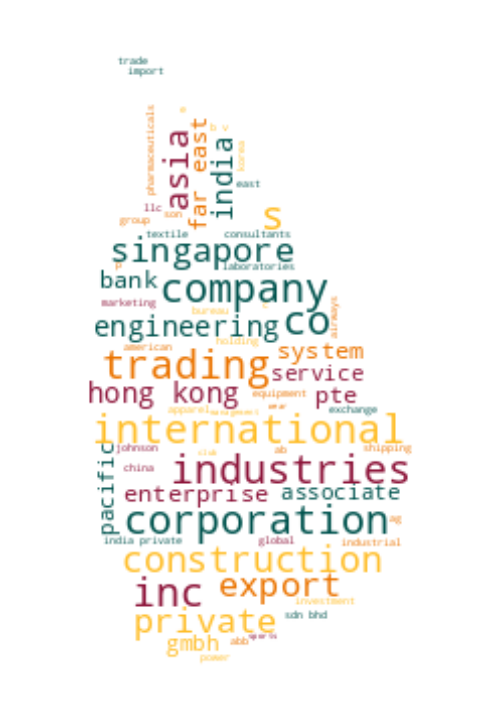 trade
import
pharmaceuticals
asia
far east
india
e
b v
korea
east
llc
son
group
s
textile
consultants
singapore
p
laboratories
bank
company
marketing
bureau
airways
engineering
co
holding
american
trading
system
service
hong kong
equipment
pte
apparel
management
wear
exchange
international
pacific
johnson
club
ab
shipping
china
industries
enterprise
associate
corporation
ag
india private
global
industrial
construction
inc
export
investment
private
sdn bhd
gmbh
abb
sports
power